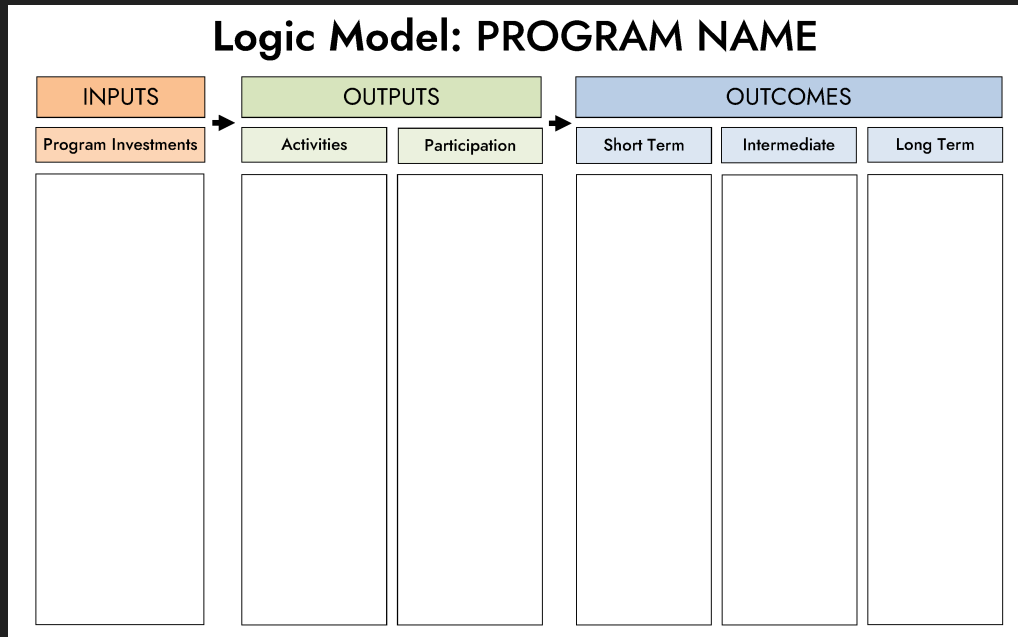 Logic Model: PROGRAM NAME
INPUTS
OUTPUTS
OUTCOMES
Program Investments
Activities
Participation
Short Term
Intermediate
Long Term